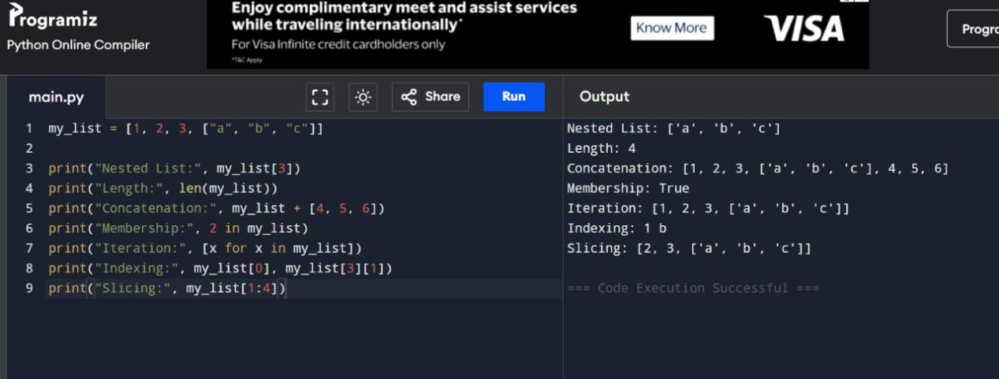 Programiz
Python Online Compiler
Enjoy complimentary meet and assist services
while traveling internationally*
For Visa Infinite credit cardholders only
*T&C Apply
Know More
VISA
Progra
main.py
Share
Run
Output
1 my_list = [1, 2, 3, ["a", "b", "c"]]
2
3 print("Nested List:", my_list[3])
4 print("Length:", len(my_list))
5 print("Concatenation:", my_list + [4, 5, 6])
6 print("Membership:", 2 in my_list)
7 print("Iteration:", [x for x in my_list])
8 print("Indexing:", my_list[0], my_list[3][1])
9 print("Slicing:", my_list[1:4])
Nested List: ['a', 'b', 'c']
Length: 4
Concatenation: [1, 2, 3, ['a', 'b', 'c'], 4, 5, 6]
Membership: True
Iteration: [1, 2, 3, ['a', 'b', 'c']]
Indexing: 1 b
Slicing: [2, 3, ['a', 'b', 'c']]
=== Code Execution Successful ===